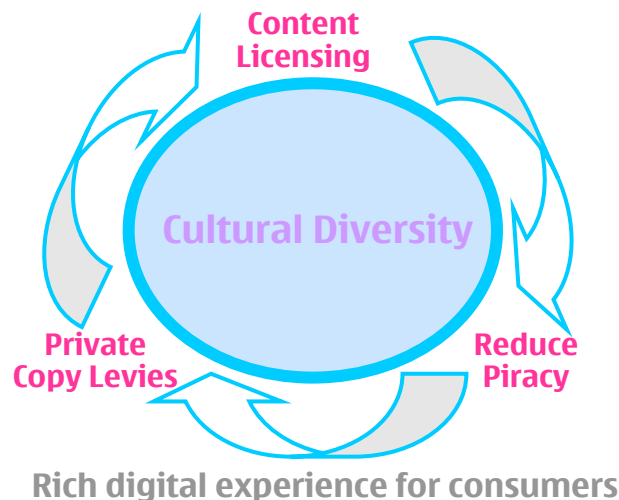 Content
Licensing
Cultural Diversity
Private
Copy Levies
Reduce
Piracy
Rich digital experience for consumers